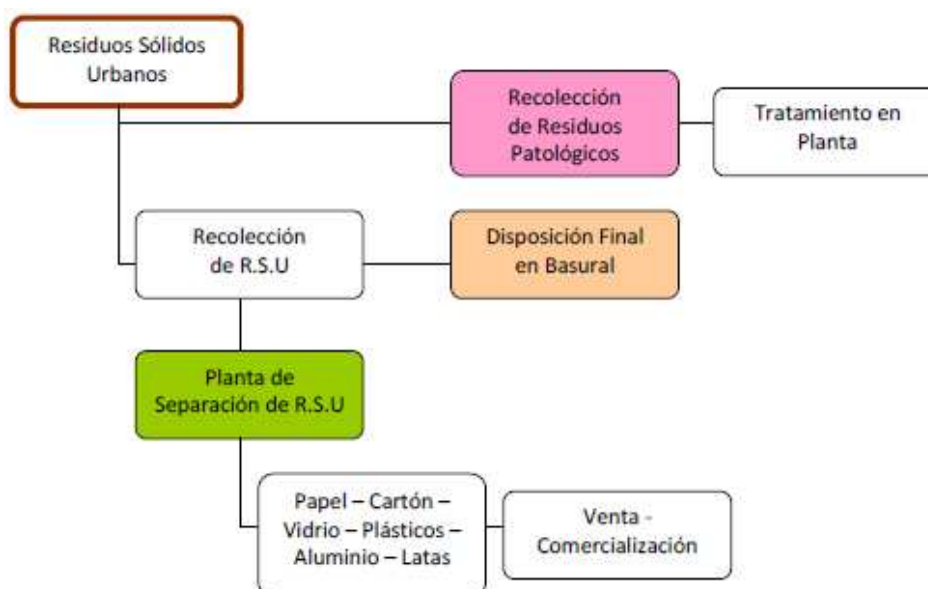 Residuos Sólidos
Urbanos
Recolección
de Residuos
Patológicos
Tratamiento en
Planta
Recolección
de R.S.U
Disposición Final
en Basural
Planta de
Separación de R.S.U
Papel – Cartón –
Vidrio – Plásticos –
Aluminio – Latas
Venta -
Comercialización